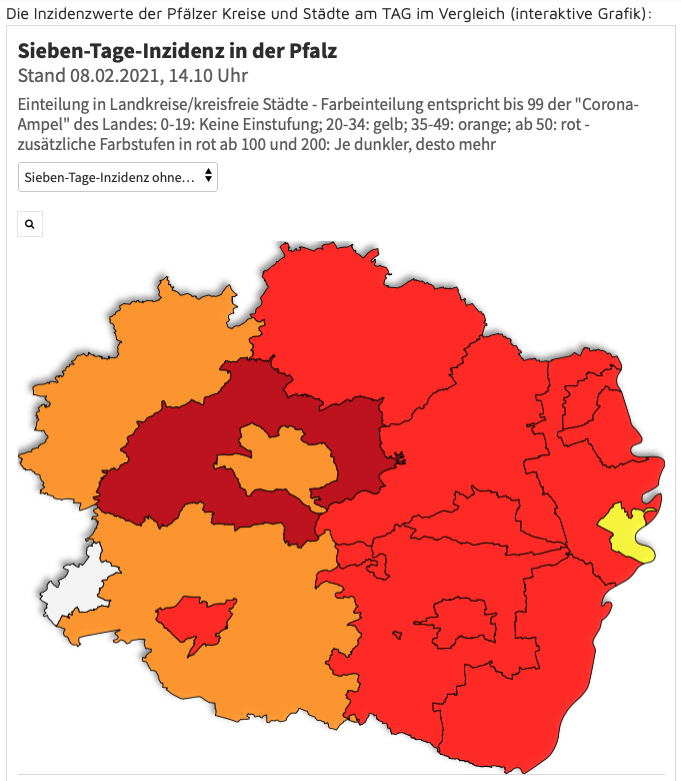 Die Inzidenzwerte der Pfälzer Kreise und Städte am TAG im Vergleich (interaktive Grafik):
Sieben-Tage-Inzidenz in der Pfalz
Stand 08.02.2021, 14.10 Uhr
Einteilung in Landkreise/kreisfreie Städte - Farbeinteilung entspricht bis 99 der "Corona-
Ampel" des Landes: 0-19: Keine Einstufung; 20-34: gelb; 35-49: orange; ab 50: rot -
zusätzliche Farbstufen in rot ab 100 und 200: Je dunkler, desto mehr
Sieben-Tage-Inzidenz ohne...